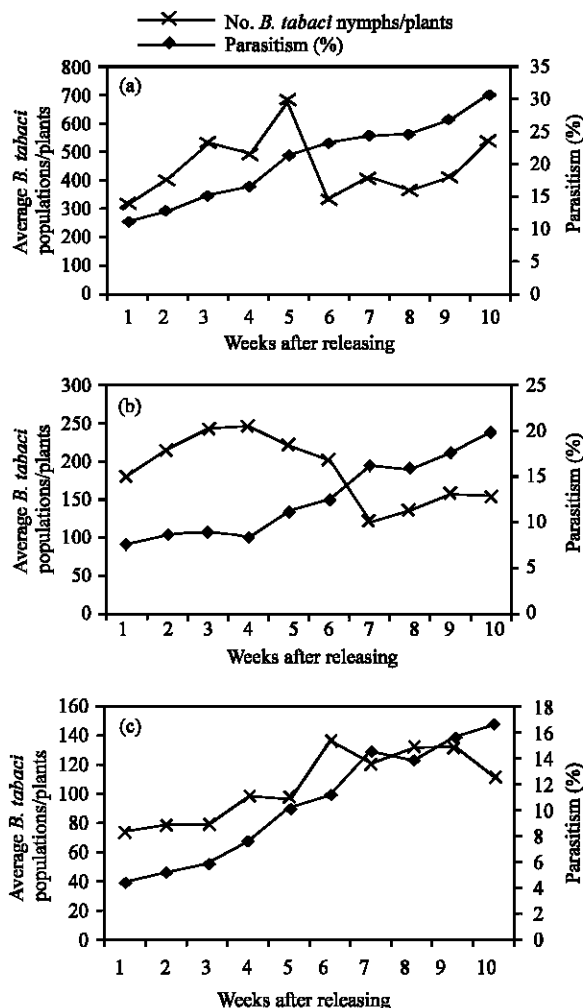 No. B. tabaci nymphs/plants
Parasitism (%)
(a)
Average B. tabaci
populations/plants
800
700
600
500
400
300
200
100
0
35
30
25
20
15
10
5
0
Parasitism (%)
1 2 3 4 5 6 7 8 9 10
Weeks after releasing
(b)
Average B. tabaci
populations/plants
300
250
200
150
100
50
0
25
20
15
10
5
0
Parasitism (%)
1 2 3 4 5 6 7 8 9 10
Weeks after releasing
(c)
Average B. tabaci
populations/plants
160
140
120
100
80
60
40
20
0
18
16
14
12
10
8
6
4
2
0
Parasitism (%)
1 2 3 4 5 6 7 8 9 10
Weeks after releasing